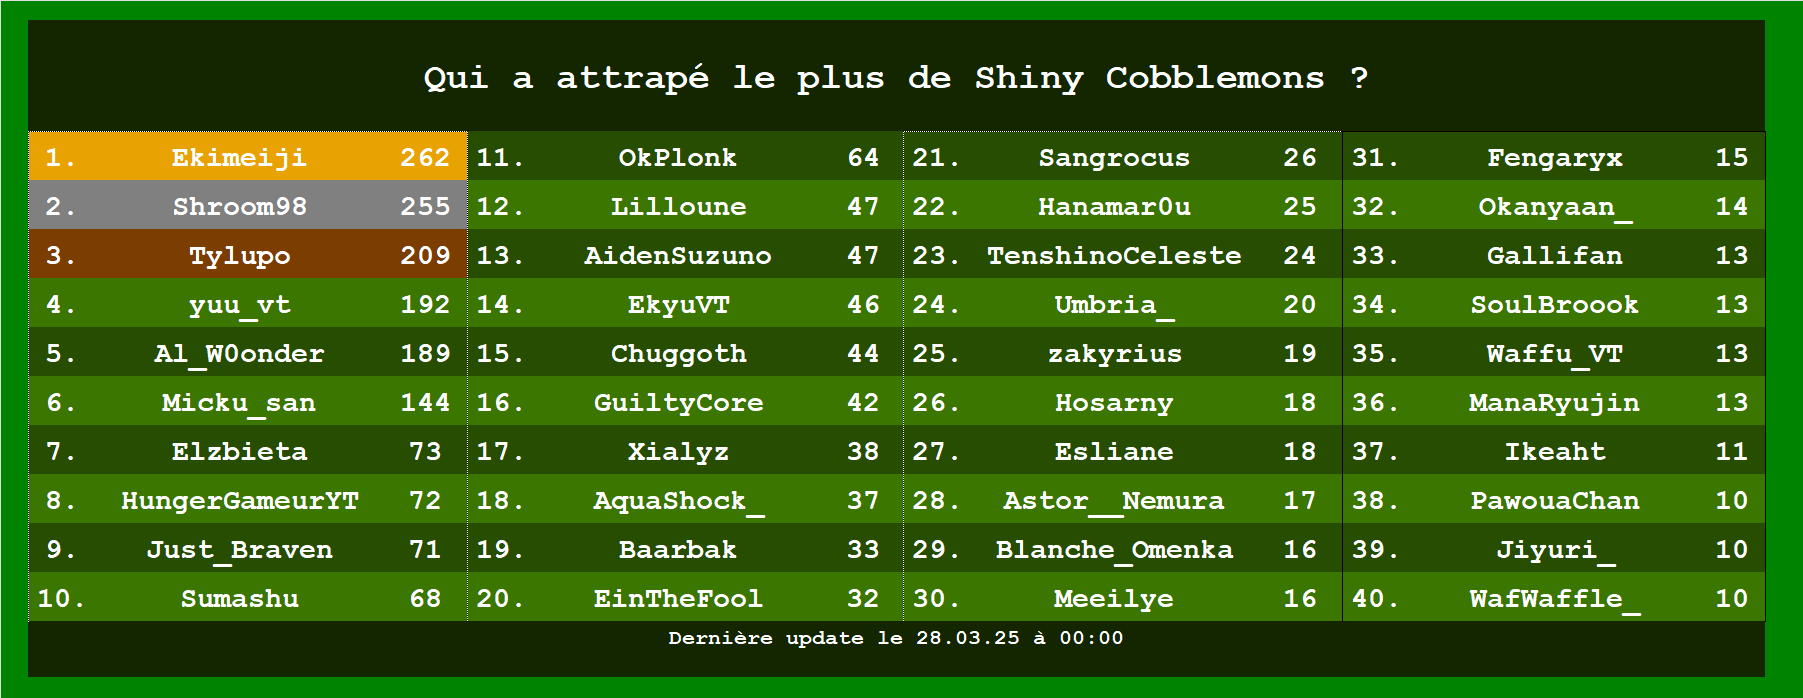 Qui a attrapé le plus de Shiny Cobblemons ?
1. Ekimeiji 262
2. Shroom98 255
3. Tylupo 209
4. yuu_vt 192
5. Al_W0onder 189
6. Micku_san 144
7. Elzbieta 73
8. HungerGameurYT 72
9. Just_Braven 71
10. Sumashu 68
11. OkPlonk 64
12. Lilloune 47
13. AidenSuzuno 47
14. EkyuVT 46
15. Chuggoth 44
16. GuiltyCore 42
17. Xialyz 38
18. AquaShock_ 37
19. Baarbak 33
20. EinTheFool 32
21. Sangrocus 26
22. Hanamar0u 25
23. TenshinoCeleste 24
24. Umbria_ 20
25. zakyrius 19
26. Hosarny 18
27. Esliane 18
28. Astor__Nemura 17
29. Blanche_Omenka 16
30. Meeilye 16
31. Fengaryx 15
32. Okanyaan_ 14
33. Gallifan 13
34. SoulBroook 13
35. Waffu_VT 13
36. ManaRyujin 13
37. Ikeaht 11
38. PawouaChan 10
39. Jiyuri_ 10
40. WafWaffle_ 10
Dernière update le 28.03.25 à 00:00